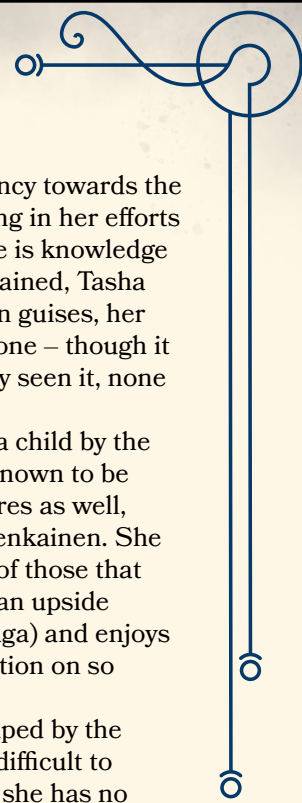 ncy towards the
ng in her efforts
e is knowledge
ained, Tasha
n guises, her
one – though it
y seen it, none
a child by the
nown to be
res as well,
enkainen. She
of those that
an upside
ga) and enjoys
tion on so
ped by the
difficult to
she has no